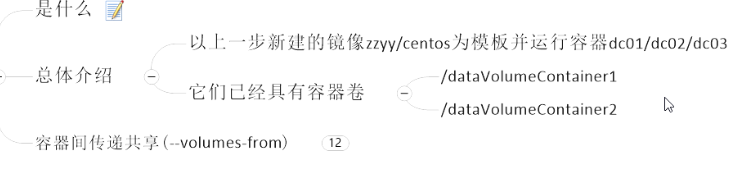 是什么
以上一步新建的镜像zzyy/centos为模板并运行容器dc01/dc02/dc03
总体介绍
它们已经具有容器卷
/dataVolumeContainer1
/dataVolumeContainer2
容器间传递共享(--volumes-from)
12